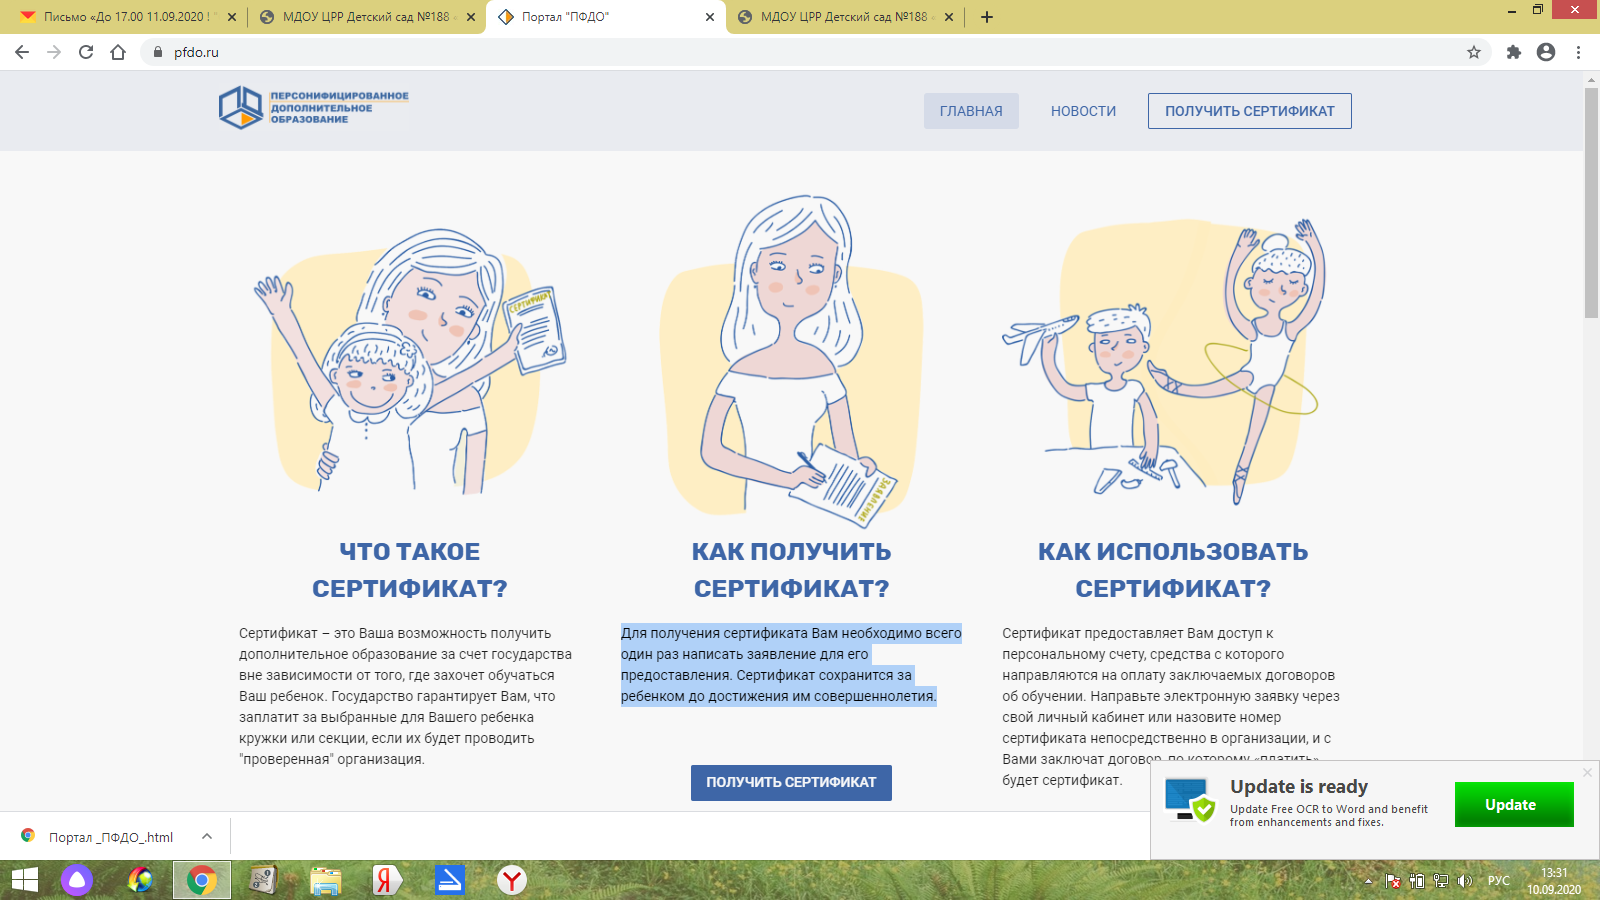 Письмо «До 17.00 11.09.2020 ! "
МДОУ ЦРР Детский сад №188
Портал "ПФДО"
МДОУ ЦРР Детский сад №188
pfdo.ru
ПЕРСОНИФИЦИРОВАННОЕ
ДОПОЛНИТЕЛЬНОЕ
ОБРАЗОВАНИЕ
ГЛАВНАЯ
НОВОСТИ
ПОЛУЧИТЬ СЕРТИФИКАТ
СЕРТИФИКАТ
ЗАЯВЛЕНИЕ
ЧТО ТАКОЕ
СЕРТИФИКАТ?
Сертификат – это Ваша возможность получить
дополнительное образование за счет государства
вне зависимости от того, где захочет обучаться
Ваш ребенок. Государство гарантирует Вам, что
заплатит за выбранные для Вашего ребенка
кружки или секции, если их будет проводить
"проверенная" организация.
КАК ПОЛУЧИТЬ
СЕРТИФИКАТ?
Для получения сертификата Вам необходимо всего
один раз написать заявление для его
предоставления. Сертификат сохранится за
ребенком до достижения им совершеннолетия.
ПОЛУЧИТЬ СЕРТИФИКАТ
КАК ИСПОЛЬЗОВАТЬ
СЕРТИФИКАТ?
Сертификат предоставляет Вам доступ к
персональному счету, средства с которого
направляются на оплату заключаемых договоров
об обучении. Направьте электронную заявку через
свой личный кабинет или назовите номер
сертификата непосредственно в организации, и с
Вами заключат договор, по которому «платить»
будет сертификат.
Update is ready
Update Free OCR to Word and benefit
from enhancements and fixes.
Update
Портал _ПФДО_.html
РУС
13:31
10.09.2020